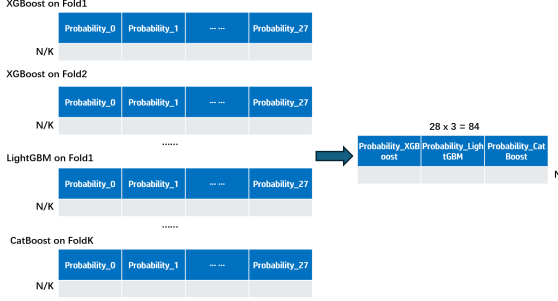 XGBoost on Fold1
Probability_0 Probability_1 ... ... Probability_27
N/K
XGBoost on Fold2
Probability_0 Probability_1 ... ... Probability_27
N/K
......
LightGBM on Fold1
Probability_0 Probability_1 ... ... Probability_27
N/K
......
CatBoost on FoldK
Probability_0 Probability_1 ... ... Probability_27
N/K
28 x 3 = 84
Probability_XGB Probability_Ligh Probability_Cat
oost tGBM Boost
N